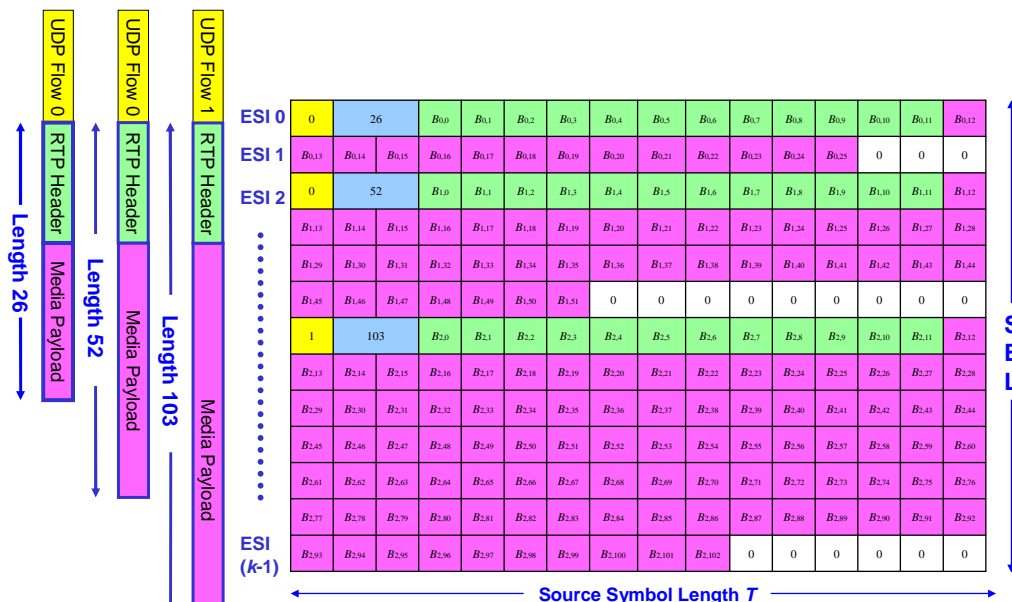 UDP Flow 0
RTP Header
Media Payload
Length 26
UDP Flow 0
RTP Header
Media Payload
Length 52
UDP Flow 1
RTP Header
Media Payload
Length 103
ESI 0 0 26 B0,0 B0,1 B0,2 B0,3 B0,4 B0,5 B0,6 B0,7 B0,8 B0,9 B0,10 B0,11 B0,12
ESI 1 B0,13 B0,14 B0,15 B0,16 B0,17 B0,18 B0,19 B0,20 B0,21 B0,22 B0,23 B0,24 B0,25 0 0 0
ESI 2 0 52 B1,0 B1,1 B1,2 B1,3 B1,4 B1,5 B1,6 B1,7 B1,8 B1,9 B1,10 B1,11 B1,12
B1,13 B1,14 B1,15 B1,16 B1,17 B1,18 B1,19 B1,20 B1,21 B1,22 B1,23 B1,24 B1,25 B1,26 B1,27 B1,28
B1,29 B1,30 B1,31 B1,32 B1,33 B1,34 B1,35 B1,36 B1,37 B1,38 B1,39 B1,40 B1,41 B1,42 B1,43 B1,44
B1,45 B1,46 B1,47 B1,48 B1,49 B1,50 B1,51 0 0 0 0 0 0 0 0 0
1 103 B2,0 B2,1 B2,2 B2,3 B2,4 B2,5 B2,6 B2,7 B2,8 B2,9 B2,10 B2,11 B2,12
B2,13 B2,14 B2,15 B2,16 B2,17 B2,18 B2,19 B2,20 B2,21 B2,22 B2,23 B2,24 B2,25 B2,26 B2,27 B2,28
B2,29 B2,30 B2,31 B2,32 B2,33 B2,34 B2,35 B2,36 B2,37 B2,38 B2,39 B2,40 B2,41 B2,42 B2,43 B2,44
B2,45 B2,46 B2,47 B2,48 B2,49 B2,50 B2,51 B2,52 B2,53 B2,54 B2,55 B2,56 B2,57 B2,58 B2,59 B2,60
B2,61 B2,62 B2,63 B2,64 B2,65 B2,66 B2,67 B2,68 B2,69 B2,70 B2,71 B2,72 B2,73 B2,74 B2,75 B2,76
B2,77 B2,78 B2,79 B2,80 B2,81 B2,82 B2,83 B2,84 B2,85 B2,86 B2,87 B2,88 B2,89 B2,90 B2,91 B2,92
ESI
(k-1) B2,93 B2,94 B2,95 B2,96 B2,97 B2,98 B2,99 B2,100 B2,101 B2,102 0 0 0 0 0 0
Source Symbol Length T